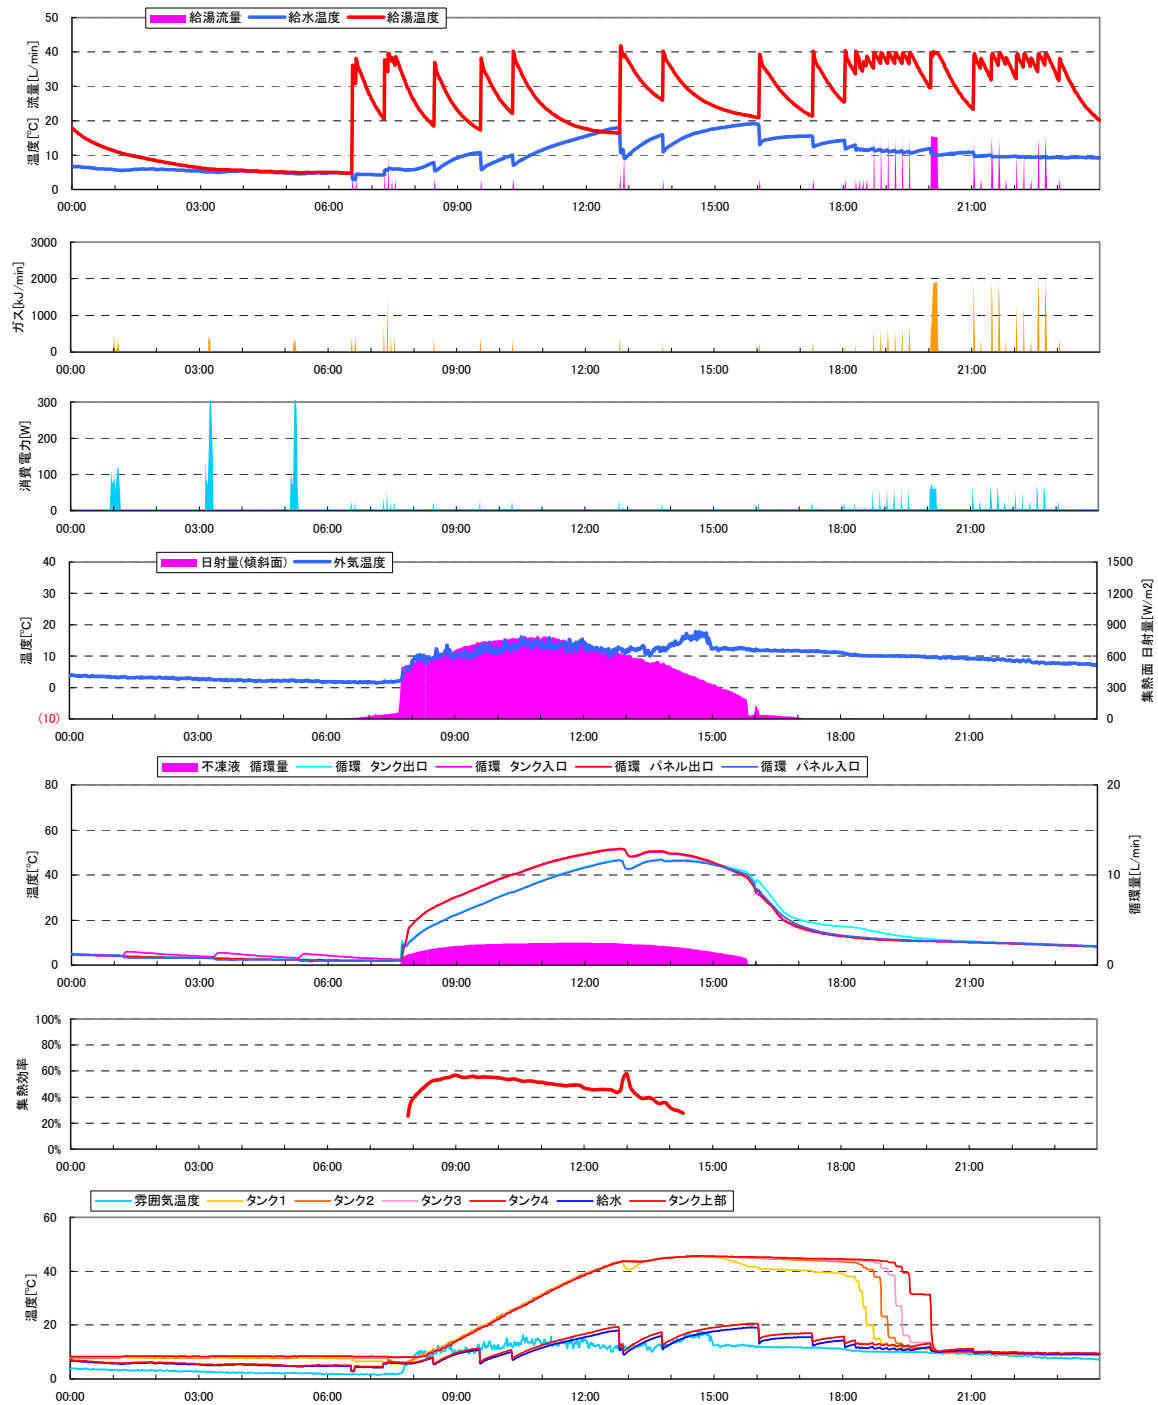 給湯流量 給水温度 給湯温度
温度[℃] 流量[L/min]
50
40
30
20
10
0
00:00 03:00 06:00 09:00 12:00 15:00 18:00 21:00
ガス[kJ/min]
3000
2000
1000
0
00:00 03:00 06:00 09:00 12:00 15:00 18:00 21:00
消費電力[W]
300
200
100
0
00:00 03:00 06:00 09:00 12:00 15:00 18:00 21:00
日射量(傾斜面) 外気温度
温度[℃]
40
30
20
10
0
(10)
1500
1200
900
600
300
0
集熱面 日射量[W/m2]
00:00 03:00 06:00 09:00 12:00 15:00 18:00 21:00
不凍液 循環量 循環 タンク出口 循環 タンク入口 循環 パネル出口 循環 パネル入口
温度[℃]
80
60
40
20
0
20
10
0
循環量[L/min]
00:00 03:00 06:00 09:00 12:00 15:00 18:00 21:00
集熱効率
100%
80%
60%
40%
20%
0%
00:00 03:00 06:00 09:00 12:00 15:00 18:00 21:00
雰囲気温度 タンク1 タンク2 タンク3 タンク4 給水 タンク上部
温度[℃]
60
40
20
0
00:00 03:00 06:00 09:00 12:00 15:00 18:00 21:00